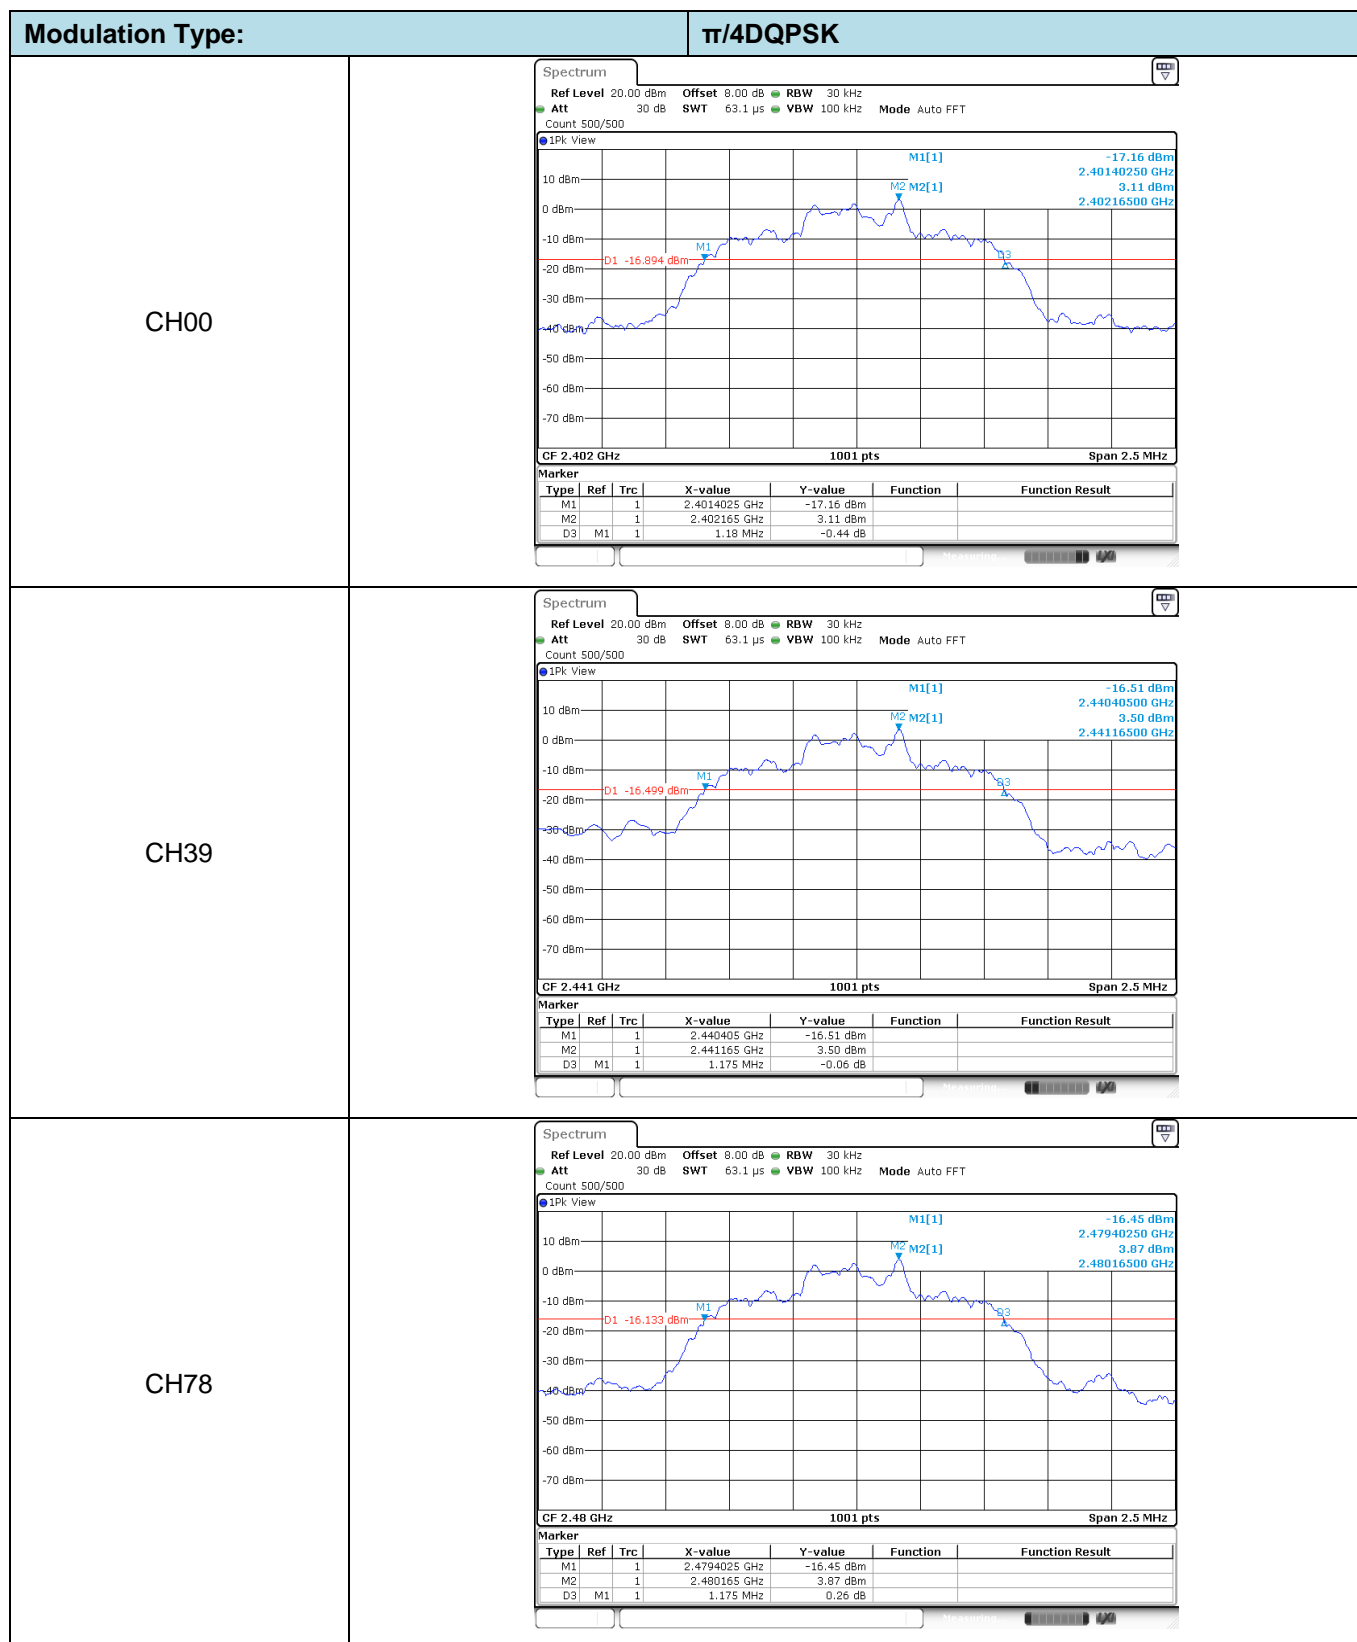 Modulation Type: π/4DQPSK
CH00
Spectrum
Ref Level 20.00 dBm Offset 8.00 dB RBW 30 kHz
Att 30 dB SWT 63.1 µs VBW 100 kHz Mode Auto FFT
Count 500/500
1Pk View
M1[1] -17.16 dBm
2.40140250 GHz
10 dBm
M2 M2[1] 3.11 dBm
2.40216500 GHz
0 dBm
-10 dBm
M1
D3
D1 -16.894 dBm
-20 dBm
-30 dBm
-40 dBm
-50 dBm
-60 dBm
-70 dBm
CF 2.402 GHz 1001 pts Span 2.5 MHz
Marker
Type Ref Trc X-value Y-value Function Function Result
M1 1 2.4014025 GHz -17.16 dBm
M2 1 2.402165 GHz 3.11 dBm
D3 M1 1 1.18 MHz -0.44 dB
Measuring...
CH39
Spectrum
Ref Level 20.00 dBm Offset 8.00 dB RBW 30 kHz
Att 30 dB SWT 63.1 µs VBW 100 kHz Mode Auto FFT
Count 500/500
1Pk View
M1[1] -16.51 dBm
2.44040500 GHz
10 dBm
M2 M2[1] 3.50 dBm
2.44116500 GHz
0 dBm
-10 dBm
M1
D3
D1 -16.499 dBm
-20 dBm
-30 dBm
-40 dBm
-50 dBm
-60 dBm
-70 dBm
CF 2.441 GHz 1001 pts Span 2.5 MHz
Marker
Type Ref Trc X-value Y-value Function Function Result
M1 1 2.440405 GHz -16.51 dBm
M2 1 2.441165 GHz 3.50 dBm
D3 M1 1 1.175 MHz -0.06 dB
Measuring...
CH78
Spectrum
Ref Level 20.00 dBm Offset 8.00 dB RBW 30 kHz
Att 30 dB SWT 63.1 µs VBW 100 kHz Mode Auto FFT
Count 500/500
1Pk View
M1[1] -16.45 dBm
2.47940250 GHz
10 dBm
M2 M2[1] 3.87 dBm
2.48016500 GHz
0 dBm
-10 dBm
M1
D3
D1 -16.133 dBm
-20 dBm
-30 dBm
-40 dBm
-50 dBm
-60 dBm
-70 dBm
CF 2.48 GHz 1001 pts Span 2.5 MHz
Marker
Type Ref Trc X-value Y-value Function Function Result
M1 1 2.4794025 GHz -16.45 dBm
M2 1 2.480165 GHz 3.87 dBm
D3 M1 1 1.175 MHz 0.26 dB
Measuring...